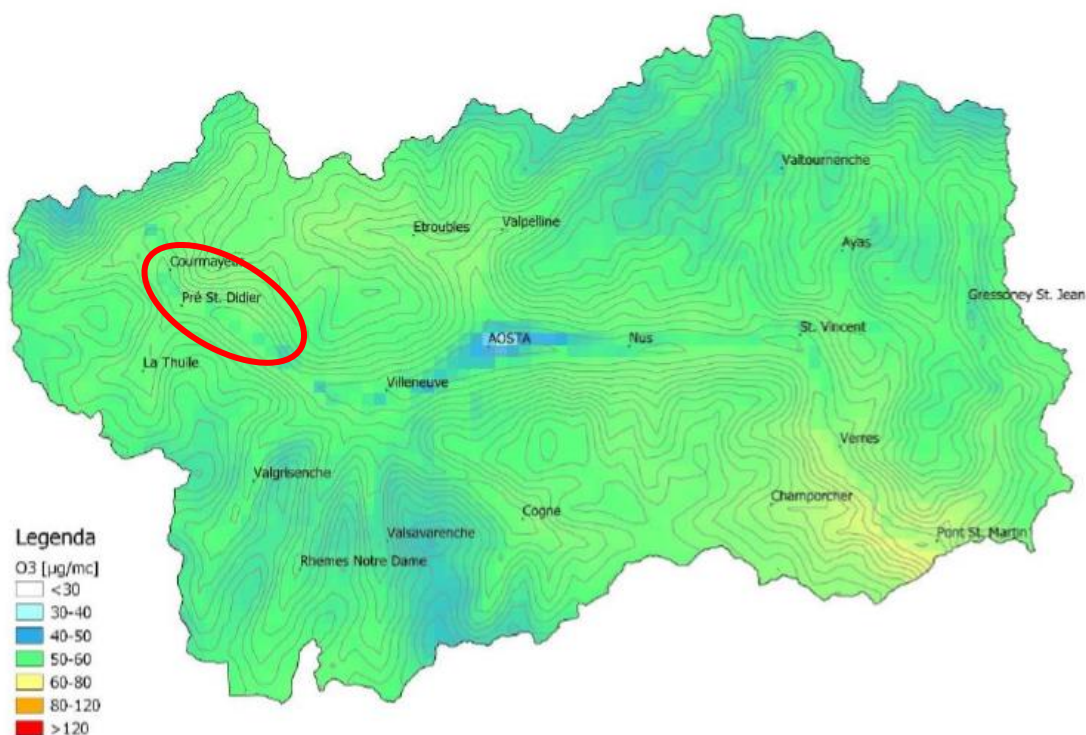 Valtournenche
Etroubles
Valpelline
Ayas
Courmayeur
Pré St. Didier
Gressoney St. Jean
St. Vincent
AOSTA
Nus
La Thuile
Villeneuve
Verres
Valgrisenche
Champorcher
Cogne
Valsavarenche
Pont St. Martin
Rhemes Notre Dame
Legenda
O3 [µg/mc]
<30
30-40
40-50
50-60
60-80
80-120
>120